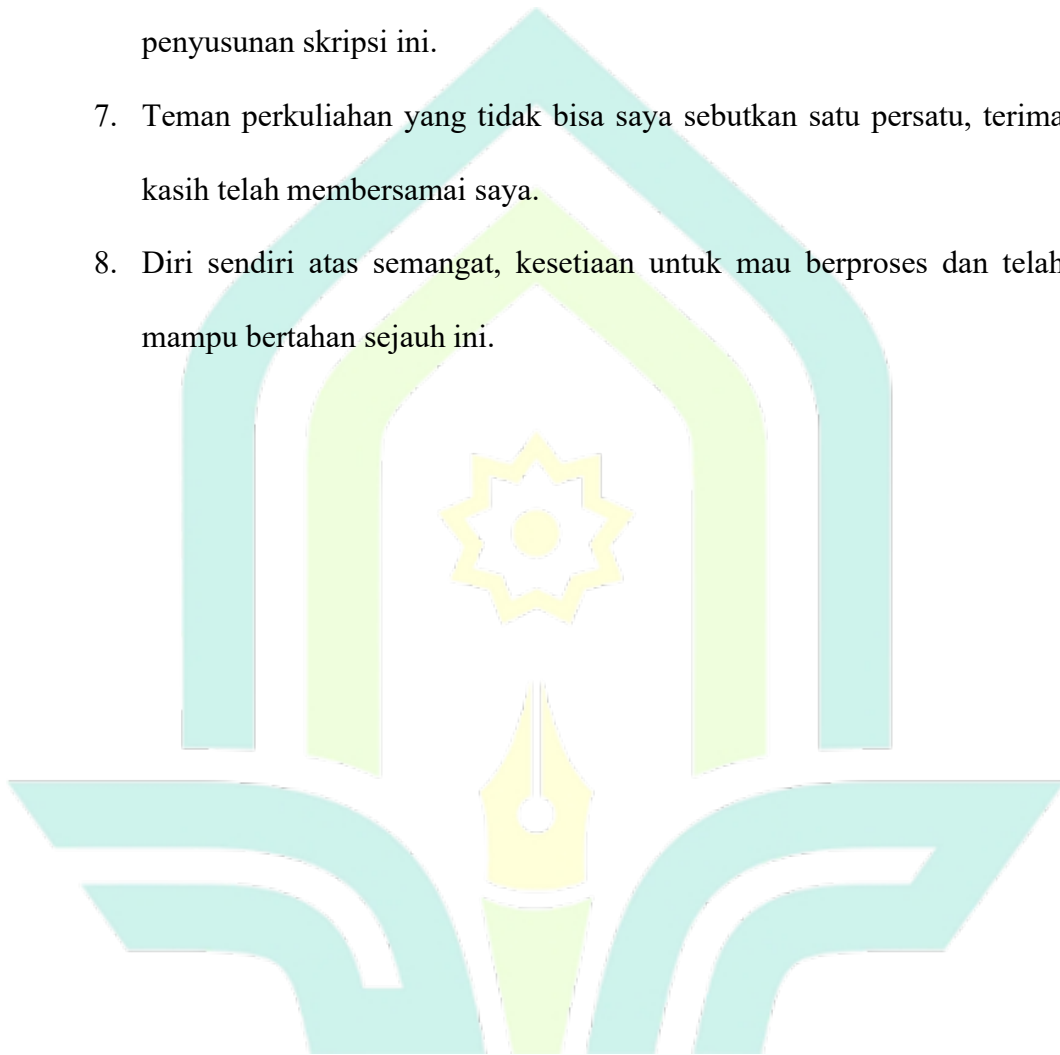 penyusunan skripsi ini.
7. Teman perkuliahan yang tidak bisa saya sebutkan satu persatu, terima
kasih telah membersamai saya.
8. Diri sendiri atas semangat, kesetiaan untuk mau berproses dan telah
mampu bertahan sejauh ini.